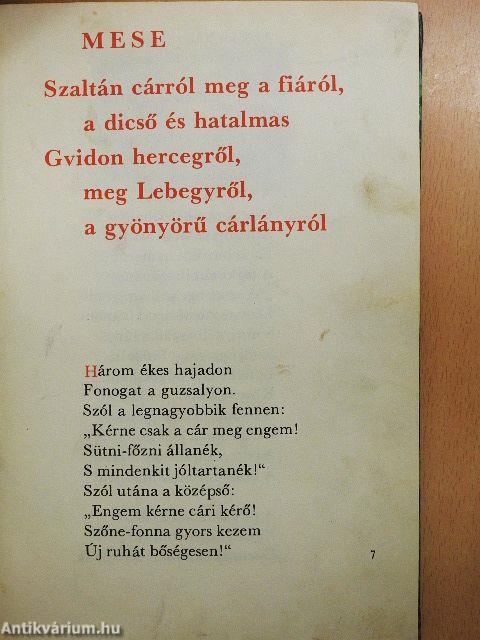 MESE
Szaltán cárról meg a fiáról,
a dicső és hatalmas
Gvidon hercegről,
meg Lebegyről,
a gyönyörű cárlányról
Három ékes hajadon
Fonogat a guzsalyon.
Szól a legnagyobbik fennen:
„Kérne csak a cár meg engem!
Sütni-főzni állanék,
S mindenkit jóltartanék!“
Szól utána a középső:
„Engem kérne cári kérő!
Szőne-fonna gyors kezem
Új ruhát bőségesen!“
7
Antikvárium.hu